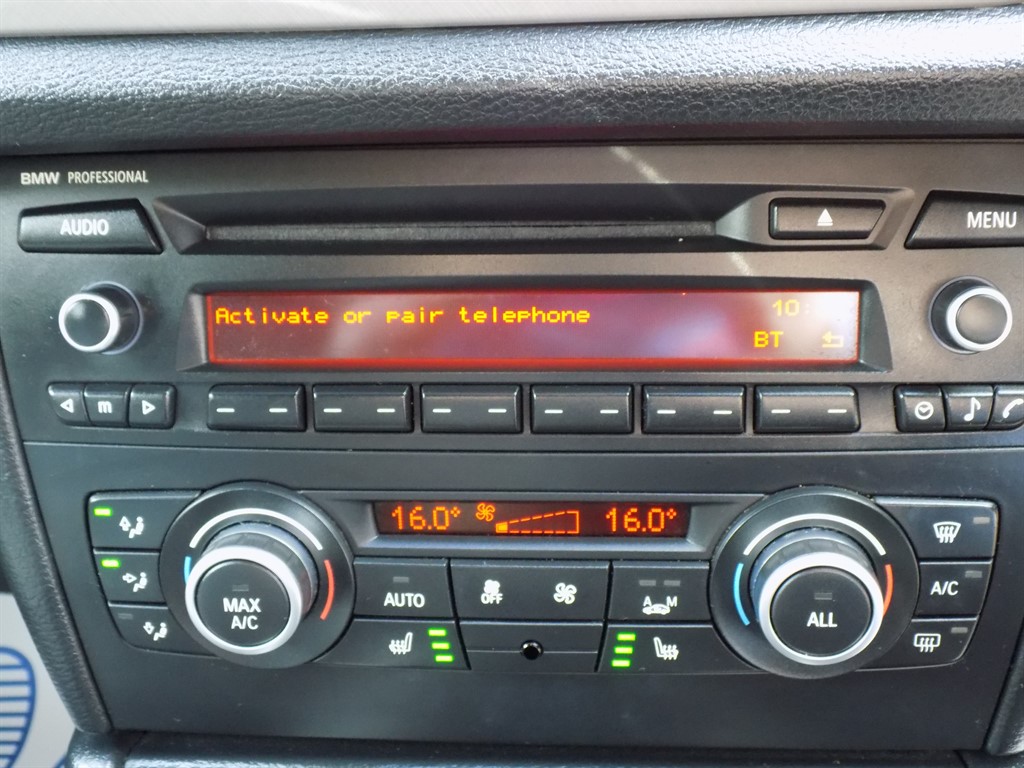 BMW PROFESSIONAL
AUDIO
MENU
Activate or pair telephone 10:
BT
m
16.0° 16.0°
MAX
A/C
AUTO
OFF
A M
ALL
A/C